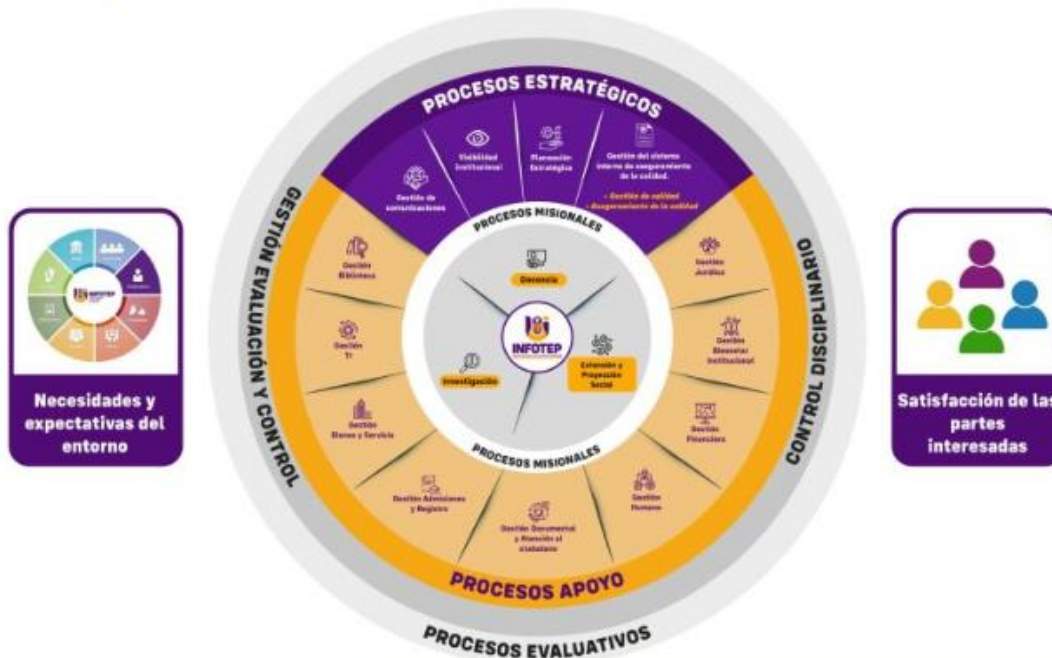 PROCESOS ESTRATÉGICOS
Gestión de
comunicaciones
Visibilidad
Institucional
Planeación
Estratégica
Gestión del sistema
interno de aseguramiento
de la calidad.
- Gestión de calidad
- Aseguramiento de la calidad
GESTIÓN EVALUACIÓN Y CONTROL
CONTROL DISCIPLINARIO
PROCESOS MISIONALES
Docencia
Investigación
Extensión y
Proyección
Social
INFOTEP
PROCESOS MISIONALES
Gestión
Biblioteca
Gestión
TI
Gestión
Bienes y Servicio
Gestión Admisiones
y Registro
Gestión Documental
y Atención al
ciudadano
Gestión
Humana
Gestión
Financiera
Gestión
Bienestar
Institucional
Gestión
Jurídica
PROCESOS APOYO
PROCESOS EVALUATIVOS
INFOTEP
Necesidades y
expectativas del
entorno
Satisfacción de las
partes
interesadas